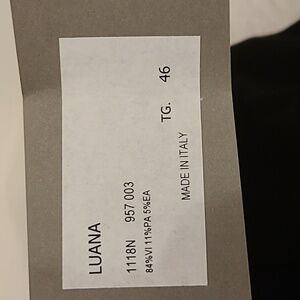 LUANA
1118N 957 003
84%VI 11%PA 5%EA
TG. 46
MADE IN ITALY